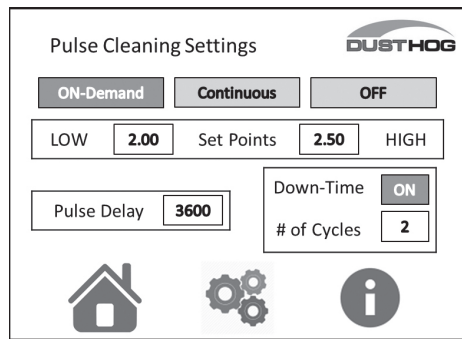 Pulse Cleaning Settings
DUSTHOG
ON-Demand Continuous OFF
LOW 2.00 Set Points 2.50 HIGH
Down-Time ON
Pulse Delay 3600
# of Cycles 2